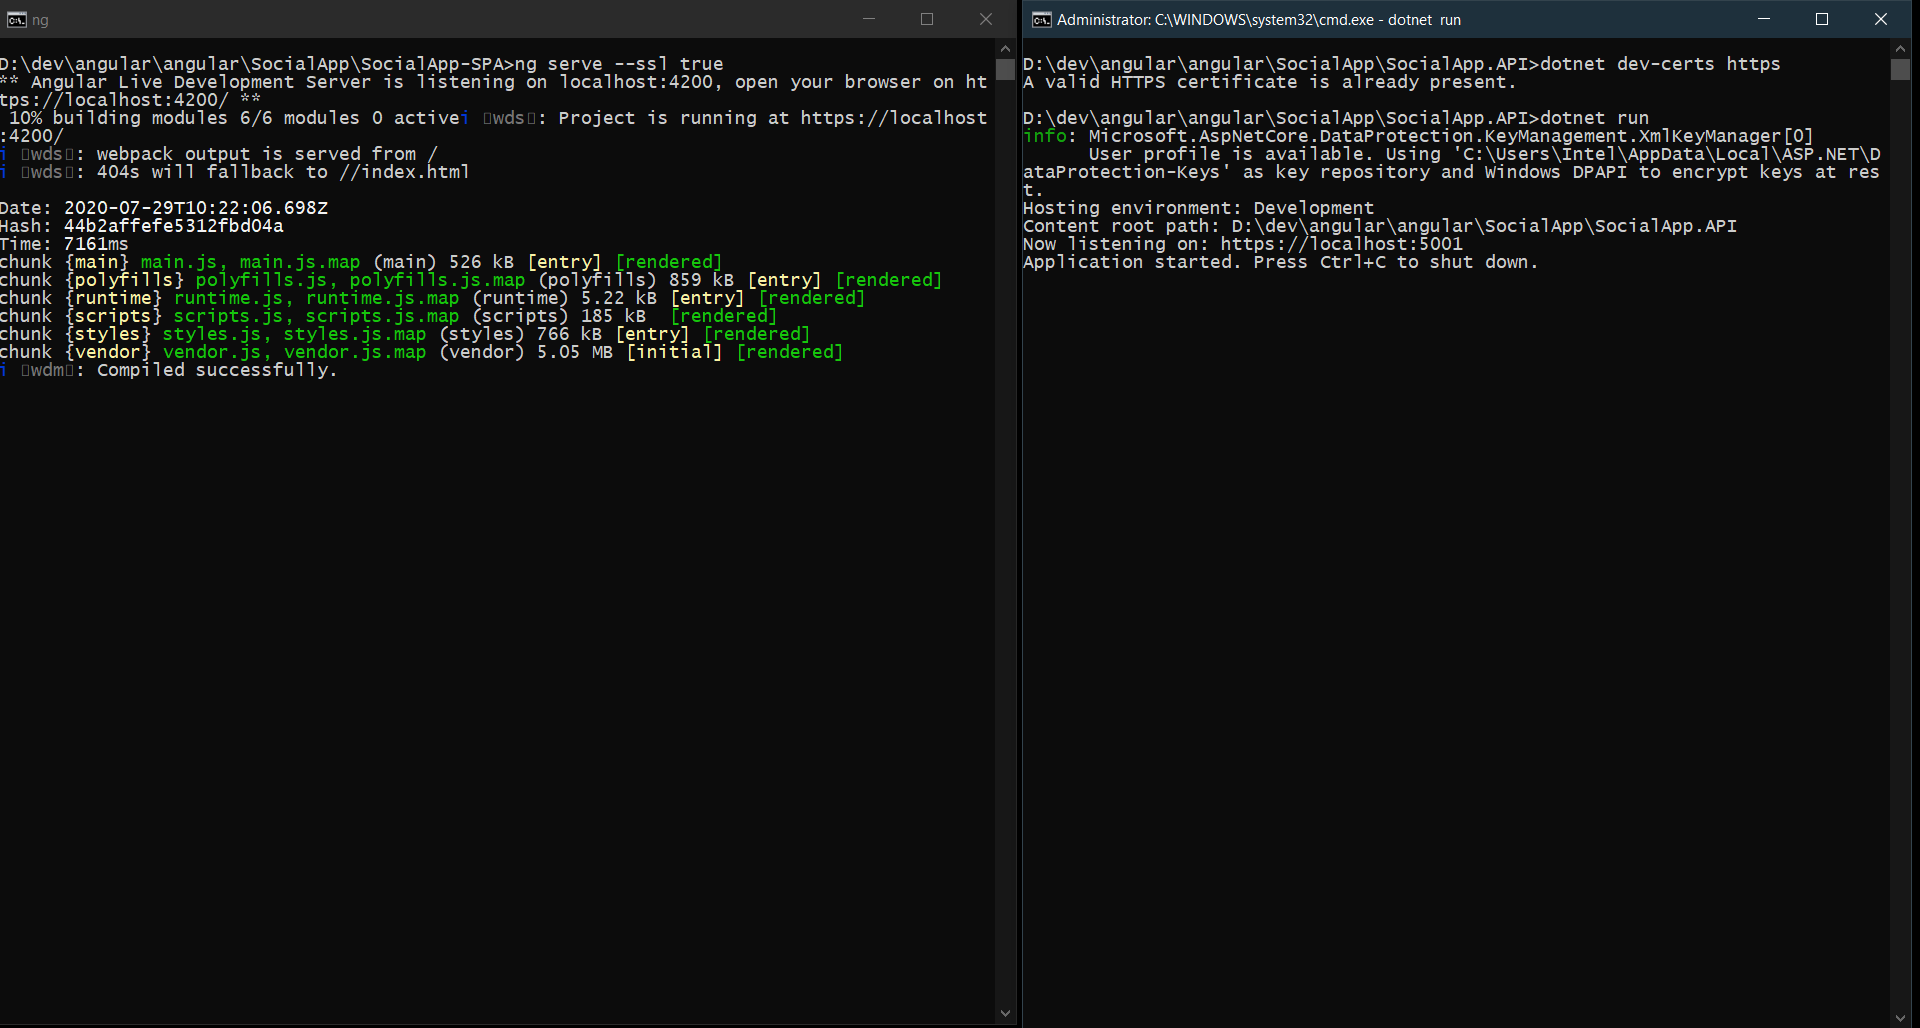 ng
D:\dev\angular\angular\SocialApp\SocialApp-SPA>ng serve --ssl true
** Angular Live Development Server is listening on localhost:4200, open your browser on ht
tps://localhost:4200/ **
 10% building modules 6/6 modules 0 activei ｢wds｣: Project is running at https://localhost
:4200/
i ｢wds｣: webpack output is served from /
i ｢wds｣: 404s will fallback to //index.html
Date: 2020-07-29T10:22:06.698Z
Hash: 44b2affefe5312fbd04a
Time: 7161ms
chunk {main} main.js, main.js.map (main) 526 kB [entry] [rendered]
chunk {polyfills} polyfills.js, polyfills.js.map (polyfills) 859 kB [entry] [rendered]
chunk {runtime} runtime.js, runtime.js.map (runtime) 5.22 kB [entry] [rendered]
chunk {scripts} scripts.js, scripts.js.map (scripts) 185 kB  [rendered]
chunk {styles} styles.js, styles.js.map (styles) 766 kB [entry] [rendered]
chunk {vendor} vendor.js, vendor.js.map (vendor) 5.05 MB [initial] [rendered]
i ｢wdm｣: Compiled successfully.
Administrator: C:\WINDOWS\system32\cmd.exe - dotnet  run
D:\dev\angular\angular\SocialApp\SocialApp.API>dotnet dev-certs https
A valid HTTPS certificate is already present.
D:\dev\angular\angular\SocialApp\SocialApp.API>dotnet run
info: Microsoft.AspNetCore.DataProtection.KeyManagement.XmlKeyManager[0]
      User profile is available. Using 'C:\Users\Intel\AppData\Local\ASP.NET\D
ataProtection-Keys' as key repository and Windows DPAPI to encrypt keys at res
t.
Hosting environment: Development
Content root path: D:\dev\angular\angular\SocialApp\SocialApp.API
Now listening on: https://localhost:5001
Application started. Press Ctrl+C to shut down.